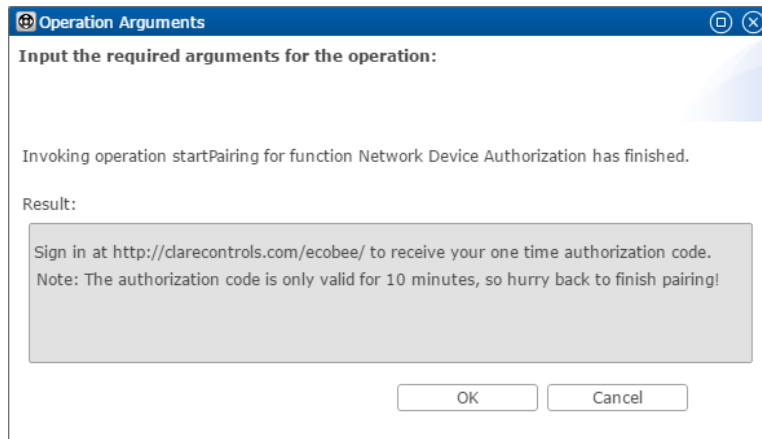 Operation Arguments
Input the required arguments for the operation:
Invoking operation startPairing for function Network Device Authorization has finished.
Result:
Sign in at http://clarecontrols.com/ecobee/ to receive your one time authorization code.
Note: The authorization code is only valid for 10 minutes, so hurry back to finish pairing!
OK
Cancel